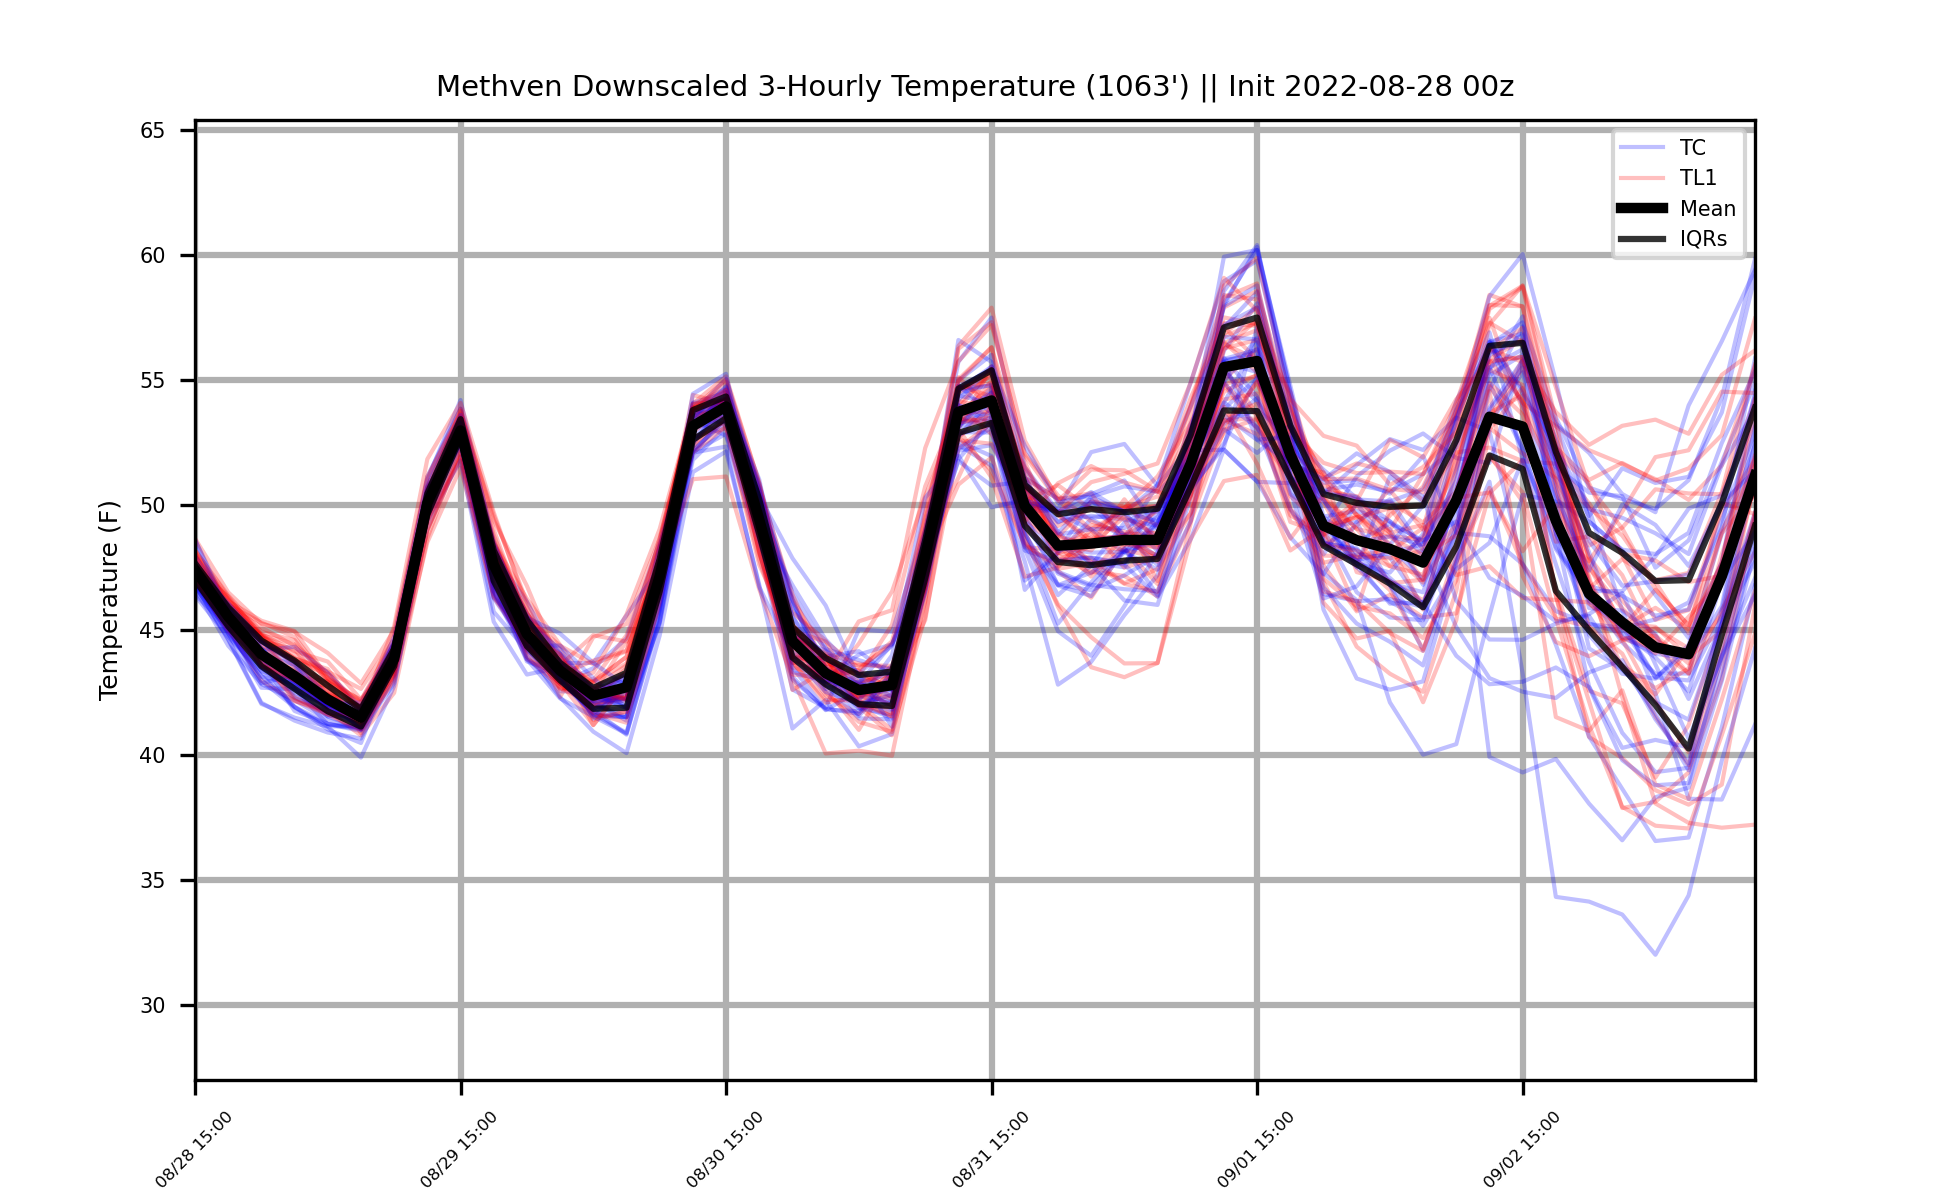 Methven Downscaled 3-Hourly Temperature (1063') || Init 2022-08-28 00z
65
60
55
50
45
40
35
30
Temperature (F)
TC
TL1
Mean
IQRs
08/28 15:00
08/29 15:00
08/30 15:00
08/31 15:00
09/01 15:00
09/02 15:00